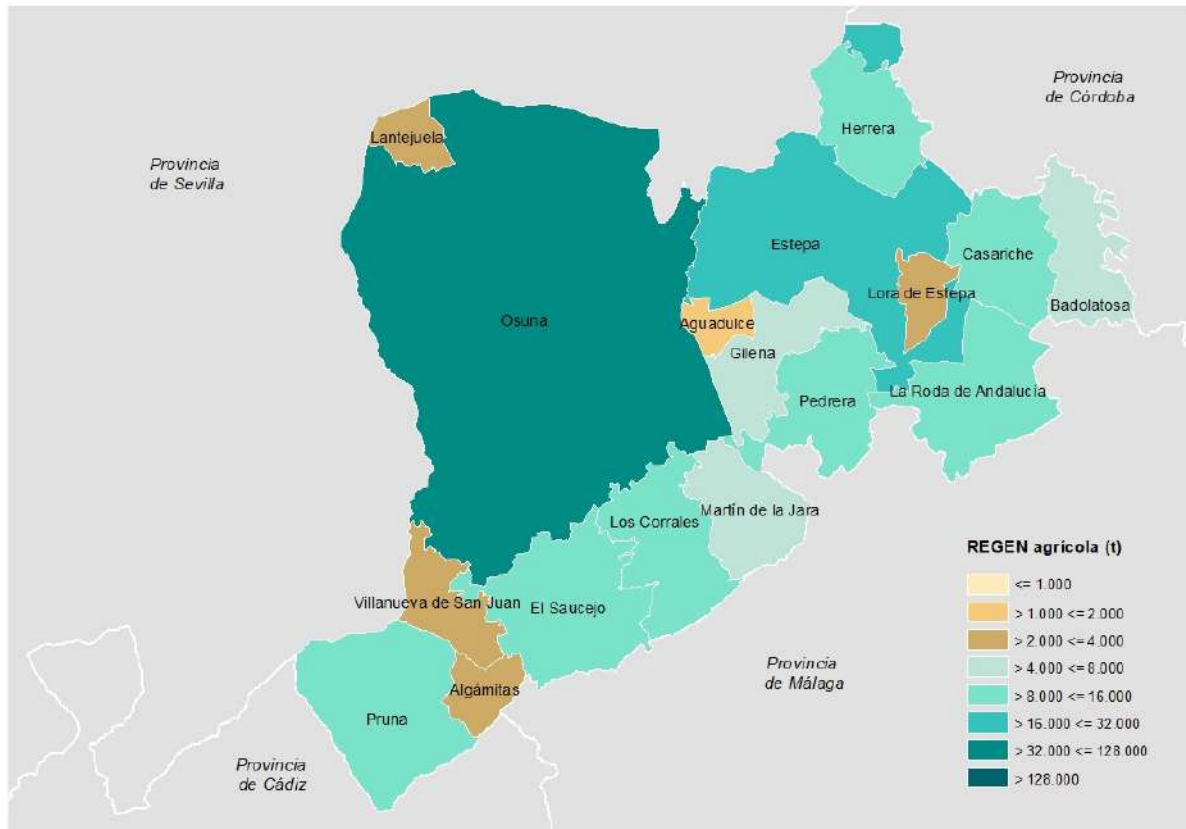 Provincia
de Córdoba
Herrera
Lantejuela
Provincia
de Sevilla
Estepa
Casariche
Lora de Estepa
Badolatosa
Osuna
Aguadulce
Gilena
Pedrera
La Roda de Andalucía
Martín de la Jara
Los Corrales
Villanueva de San Juan
El Saucejo
Algámitas
Pruna
Provincia
de Málaga
Provincia
de Cádiz
REGEN agrícola (t)
<= 1.000
> 1.000 <= 2.000
> 2.000 <= 4.000
> 4.000 <= 8.000
> 8.000 <= 16.000
> 16.000 <= 32.000
> 32.000 <= 128.000
> 128.000